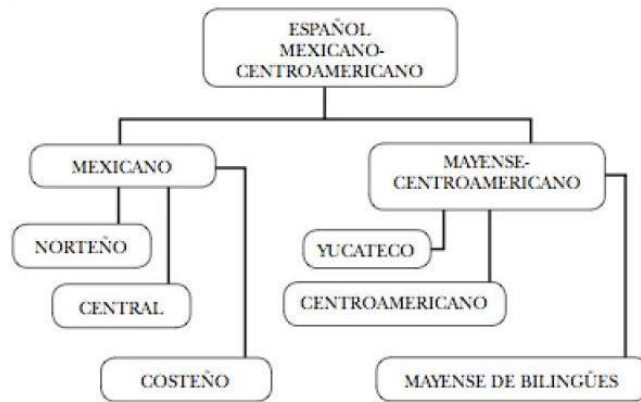 ESPAÑOL
MEXICANO-
CENTROAMERICANO
MEXICANO
MAYENSE-
CENTROAMERICANO
NORTEÑO
YUCATECO
CENTRAL
CENTROAMERICANO
COSTEÑO
MAYENSE DE BILINGÜES